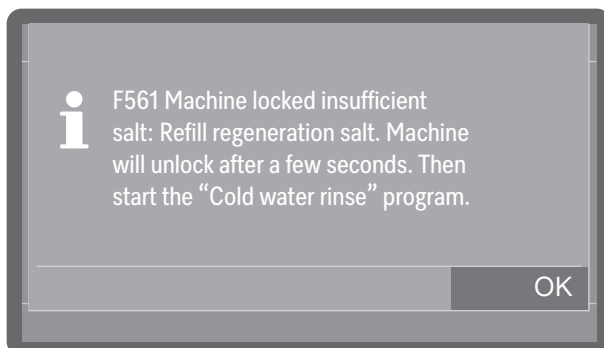 F561 Machine locked insufficient
salt: Refill regeneration salt. Machine
will unlock after a few seconds. Then
start the “Cold water rinse” program.
OK